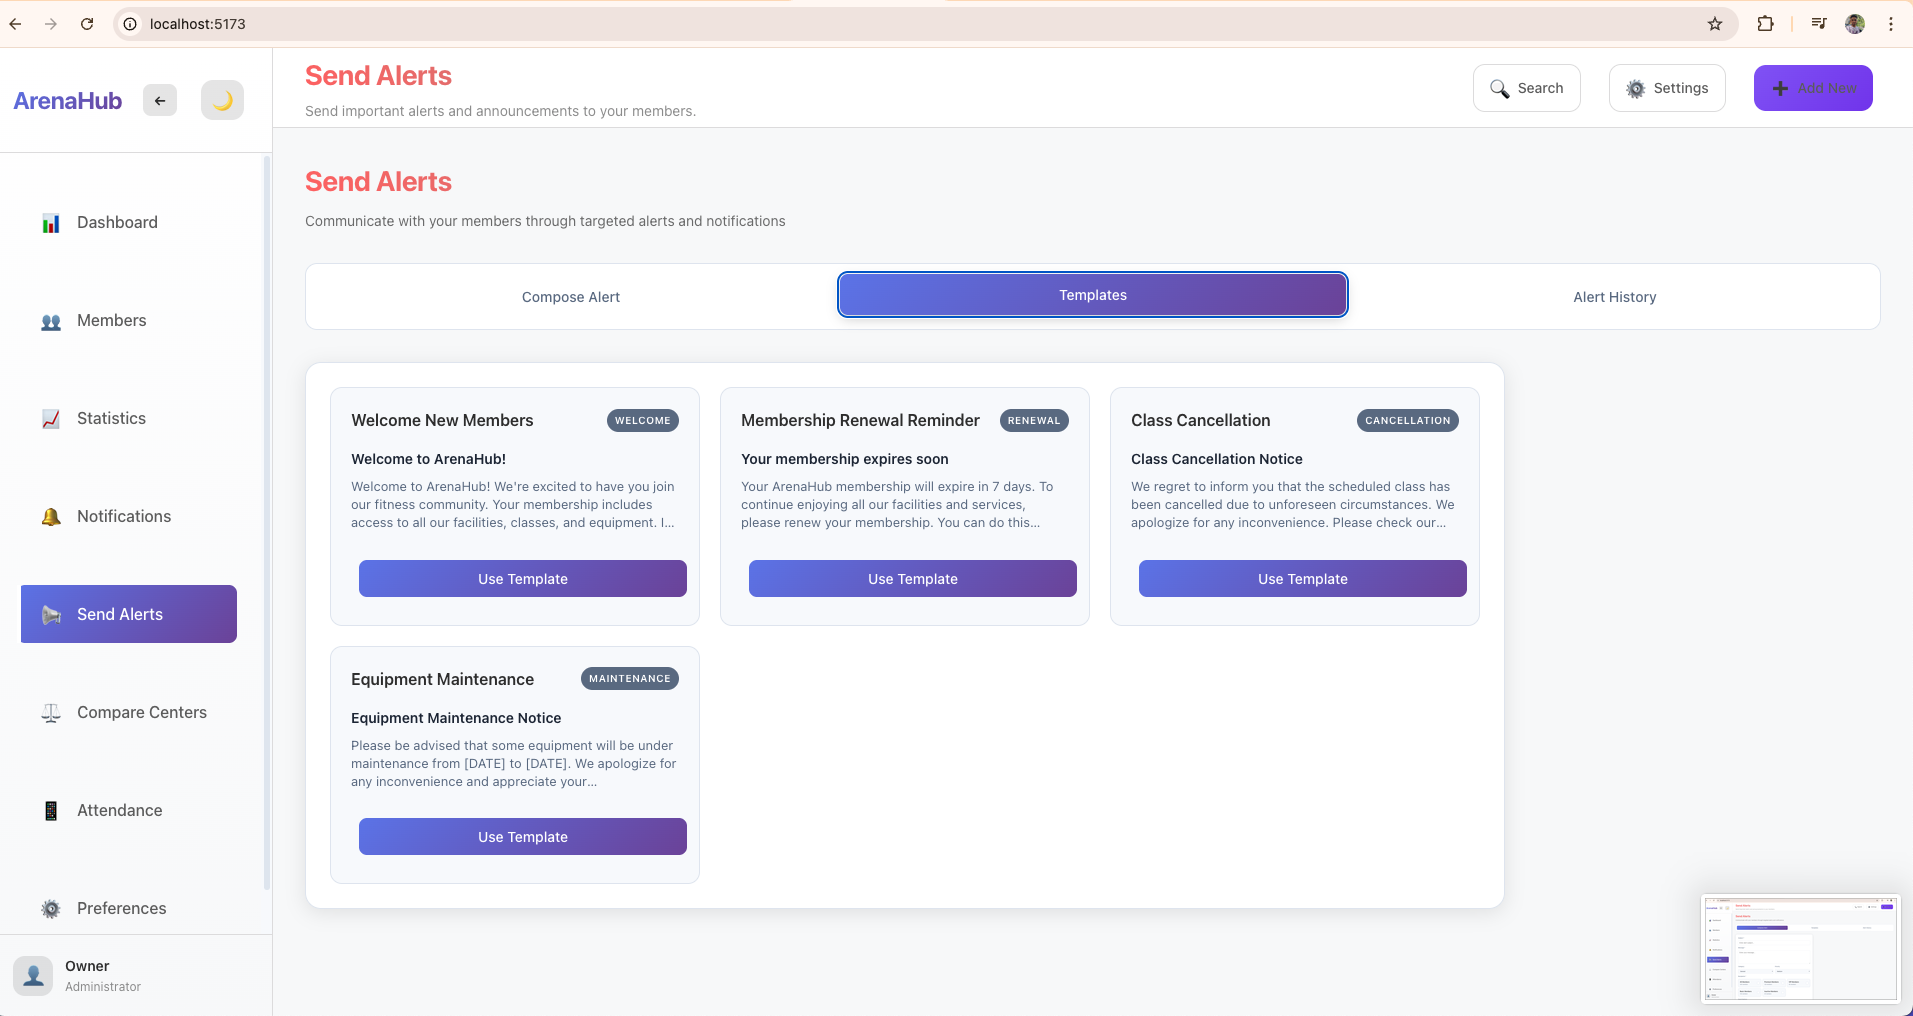 localhost:5173
ArenaHub
Send Alerts
Send important alerts and announcements to your members.
Search
Settings
Add New
Dashboard
Members
Statistics
Notifications
Send Alerts
Compare Centers
Attendance
Preferences
Owner
Administrator
Send Alerts
Communicate with your members through targeted alerts and notifications
Compose Alert
Templates
Alert History
Welcome New Members
WELCOME
Welcome to ArenaHub!
Welcome to ArenaHub! We're excited to have you join
our fitness community. Your membership includes
access to all our facilities, classes, and equipment. I...
Use Template
Membership Renewal Reminder
RENEWAL
Your membership expires soon
Your ArenaHub membership will expire in 7 days. To
continue enjoying all our facilities and services,
please renew your membership. You can do this...
Use Template
Class Cancellation
CANCELLATION
Class Cancellation Notice
We regret to inform you that the scheduled class has
been cancelled due to unforeseen circumstances. We
apologize for any inconvenience. Please check our...
Use Template
Equipment Maintenance
MAINTENANCE
Equipment Maintenance Notice
Please be advised that some equipment will be under
maintenance from [DATE] to [DATE]. We apologize for
any inconvenience and appreciate your...
Use Template